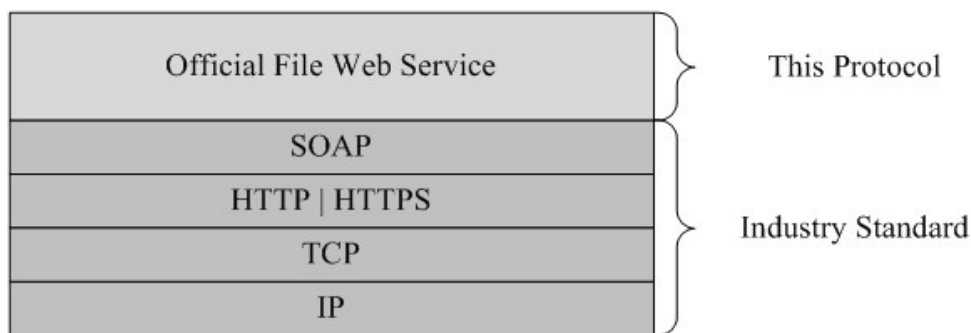 Official File Web Service
This Protocol
SOAP
HTTP | HTTPS
Industry Standard
TCP
IP